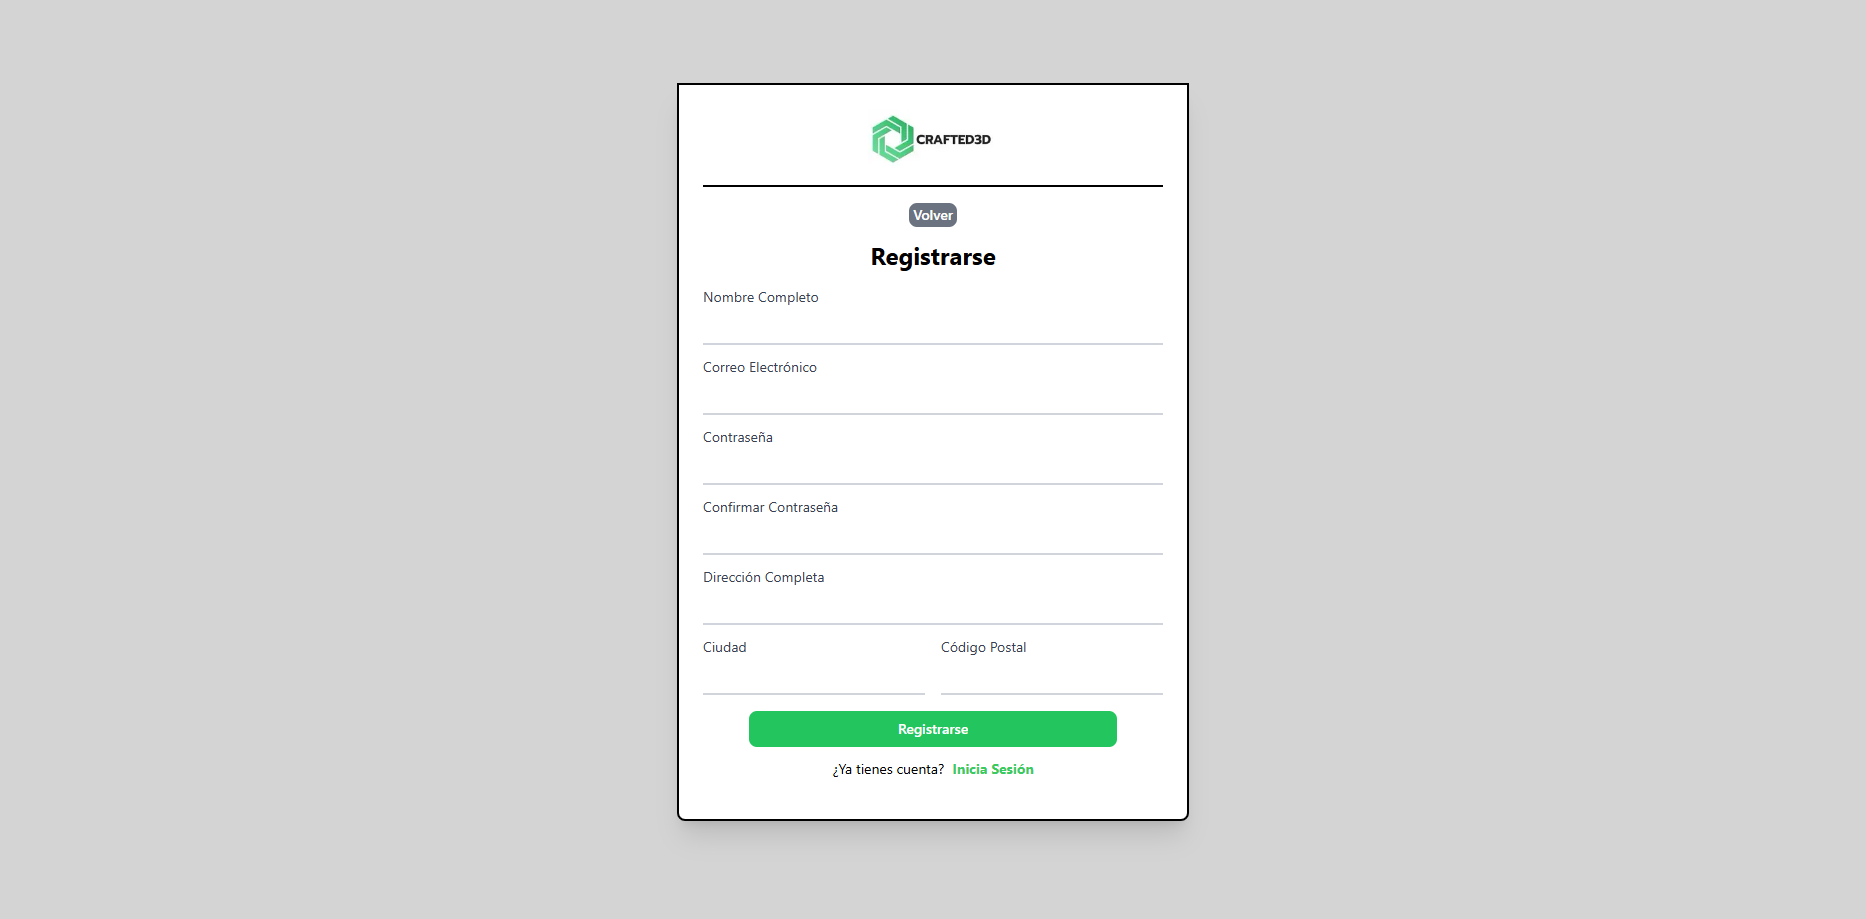 CRAFTED3D
Volver
Registrarse
Nombre Completo
Correo Electrónico
Contraseña
Confirmar Contraseña
Dirección Completa
Ciudad Código Postal
Registrarse
¿Ya tienes cuenta? Inicia Sesión